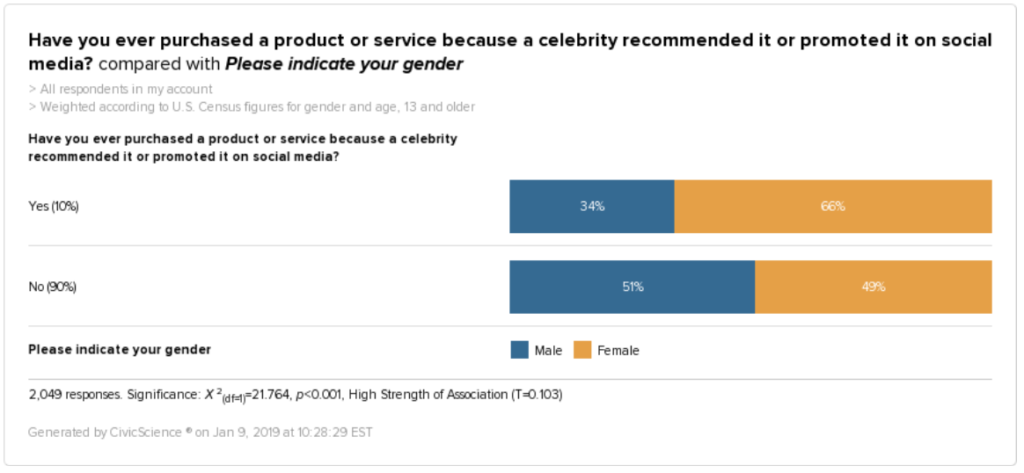 Have you ever purchased a product or service because a celebrity recommended it or promoted it on social
media? compared with Please indicate your gender
> All respondents in my account
> Weighted according to U.S. Census figures for gender and age, 13 and older
Have you ever purchased a product or service because a celebrity
recommended it or promoted it on social media?
Yes (10%)
34%
66%
No (90%)
51%
49%
Please indicate your gender
Male
Female
2,049 responses. Significance: X 2 (df=1)=21.764, p<0.001, High Strength of Association (T=0.103)
Generated by CivicScience ® on Jan 9, 2019 at 10:28:29 EST